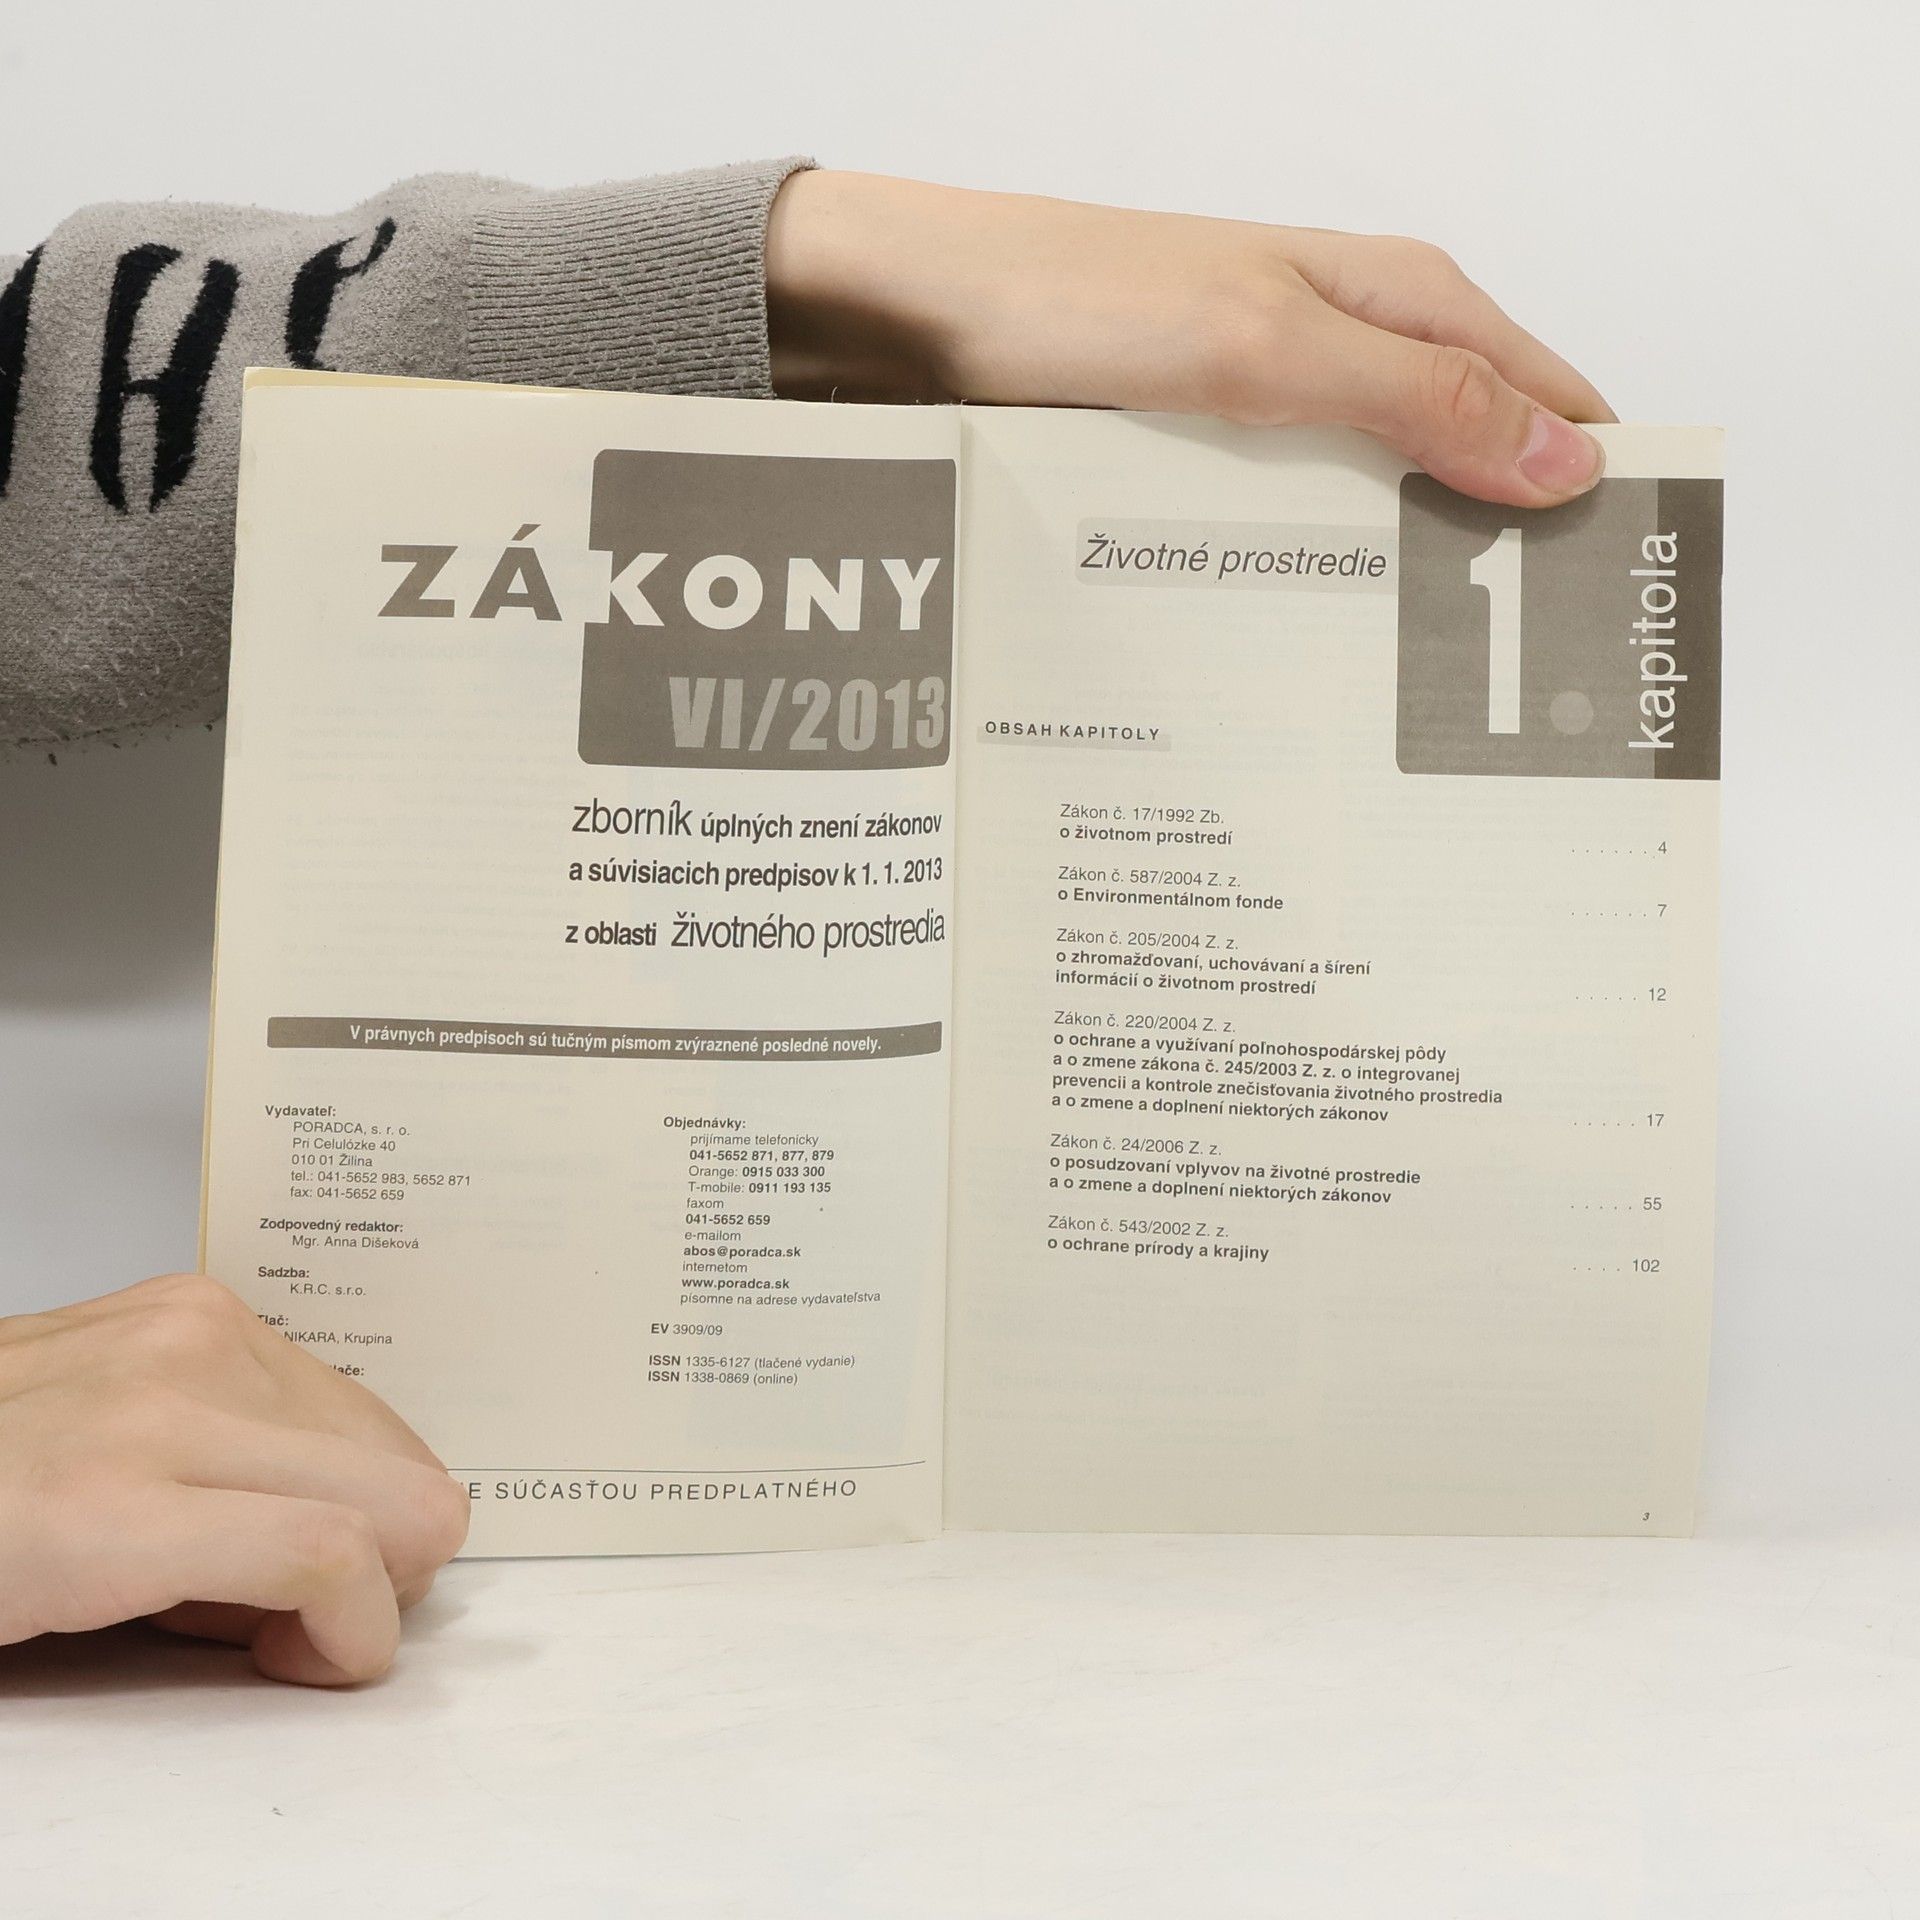 ZÁKONY
VI/2013
zborník úplných znení zákonov
a súvisiacich predpisov k 1. 1. 2013
z oblasti životného prostredia
V právnych predpisoch sú tučným písmom zvýraznené posledné novely.
Vydavateľ:
PORADCA, s. r. o.
Pri Celulózke 40
010 01 Žilina
tel.: 041-5652 983, 5652 871
fax: 041-5652 659
Zodpovedný redaktor:
Mgr. Anna Dišeková
Sadzba:
K.R.C. s.r.o.
Tlač:
NIKARA, Krupina
Objednávky:
prijímame telefonicky
041-5652 871, 877, 879
Orange: 0915 033 300
T-mobile: 0911 193 135
faxom
041-5652 659
e-mailom
abos@poradca.sk
internetom
www.poradca.sk
písomne na adrese vydavateľstva
EV 3909/09
ISSN 1335-6127 (tlačené vydanie)
ISSN 1338-0869 (online)
SÚČASŤOU PREDPLATNÉHO
Životné prostredie
1.
kapitola
OBSAH KAPITOLY
Zákon č. 17/1992 Zb.
o životnom prostredí . . . . . . 4
Zákon č. 587/2004 Z. z.
o Environmentálnom fonde . . . . . . 7
Zákon č. 205/2004 Z. z.
o zhromažďovaní, uchovávaní a šírení
informácií o životnom prostredí . . . . . 12
Zákon č. 220/2004 Z. z.
o ochrane a využívaní poľnohospodárskej pôdy
a o zmene zákona č. 245/2003 Z. z. o integrovanej
prevencii a kontrole znečisťovania životného prostredia
a o zmene a doplnení niektorých zákonov . . . . . 17
Zákon č. 24/2006 Z. z.
o posudzovaní vplyvov na životné prostredie
a o zmene a doplnení niektorých zákonov . . . . . 55
Zákon č. 543/2002 Z. z.
o ochrane prírody a krajiny . . . . 102
3